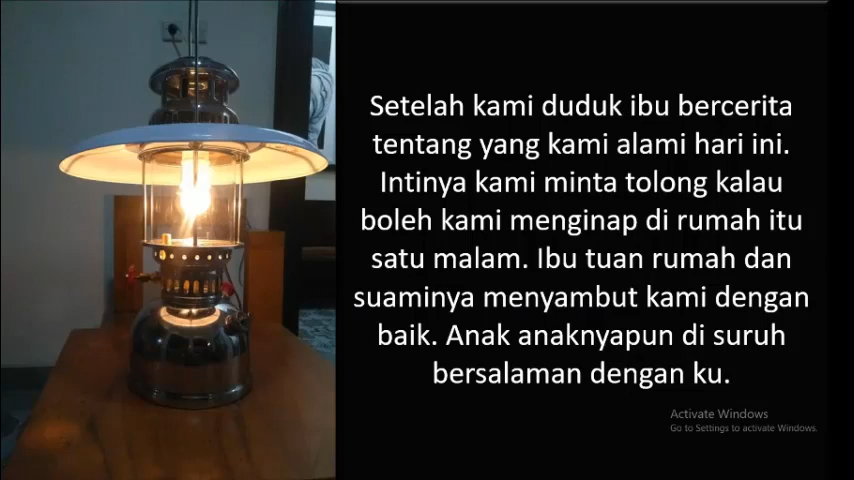 Setelah kami duduk ibu bercerita
tentang yang kami alami hari ini.
Intinya kami minta tolong kalau
boleh kami menginap di rumah itu
satu malam. Ibu tuan rumah dan
suaminya menyambut kami dengan
baik. Anak anaknyapun di suruh
bersalaman dengan ku.
Activate Windows
Go to Settings to activate Windows.